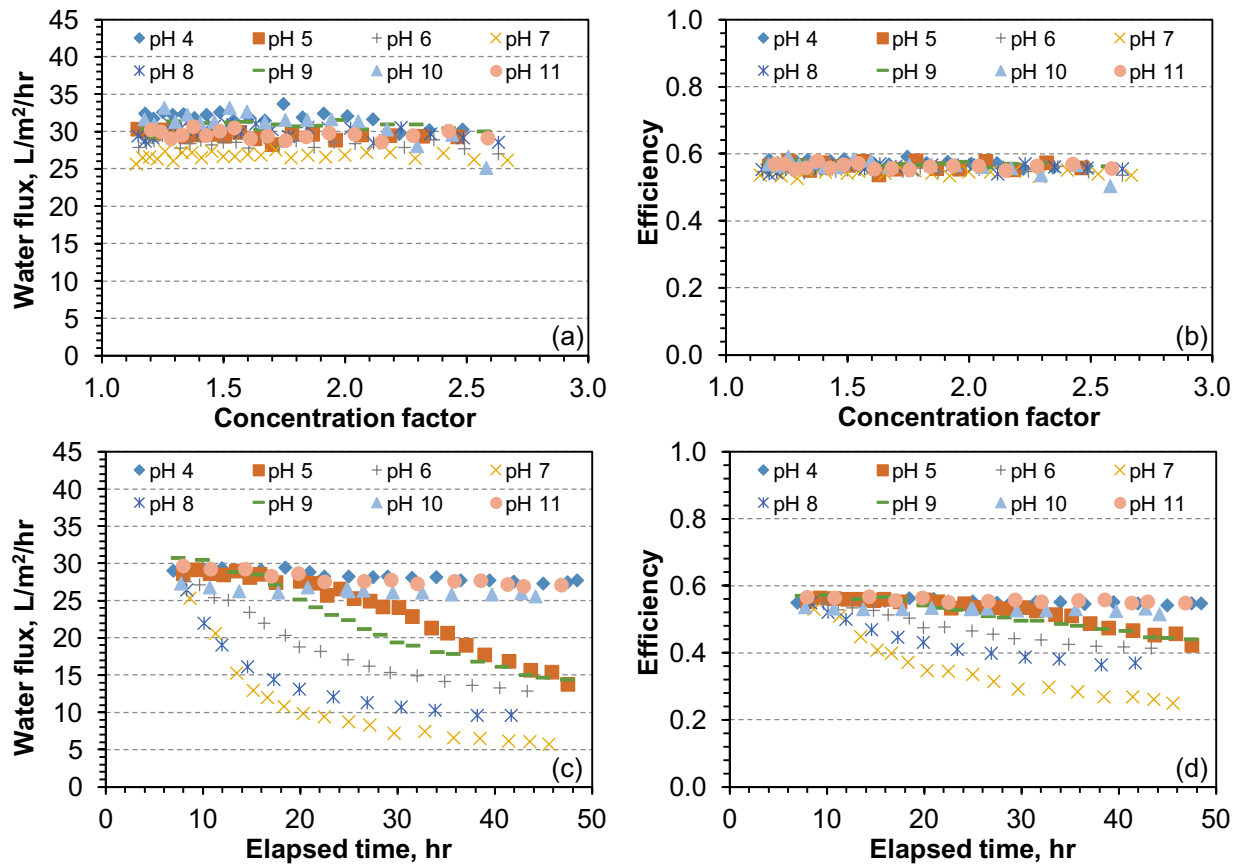 45
40
35
30
25
20
15
10
5
0
Water flux, L/m²/hr
pH 4 pH 5 pH 6 pH 7
pH 8 pH 9 pH 10 pH 11
(a)
1.0 1.5 2.0 2.5 3.0
Concentration factor
1.0
0.8
0.6
0.4
0.2
0.0
Efficiency
pH 4 pH 5 pH 6 pH 7
pH 8 pH 9 pH 10 pH 11
(b)
1.0 1.5 2.0 2.5 3.0
Concentration factor
45
40
35
30
25
20
15
10
5
0
Water flux, L/m²/hr
pH 4 pH 5 pH 6 pH 7
pH 8 pH 9 pH 10 pH 11
(c)
0 10 20 30 40 50
Elapsed time, hr
1.0
0.8
0.6
0.4
0.2
0.0
Efficiency
pH 4 pH 5 pH 6 pH 7
pH 8 pH 9 pH 10 pH 11
(d)
0 10 20 30 40 50
Elapsed time, hr